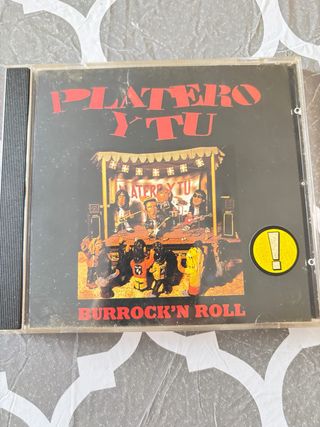 PLATERO
Y TU
PLATERO Y TU
!
BURROCK'N ROLL